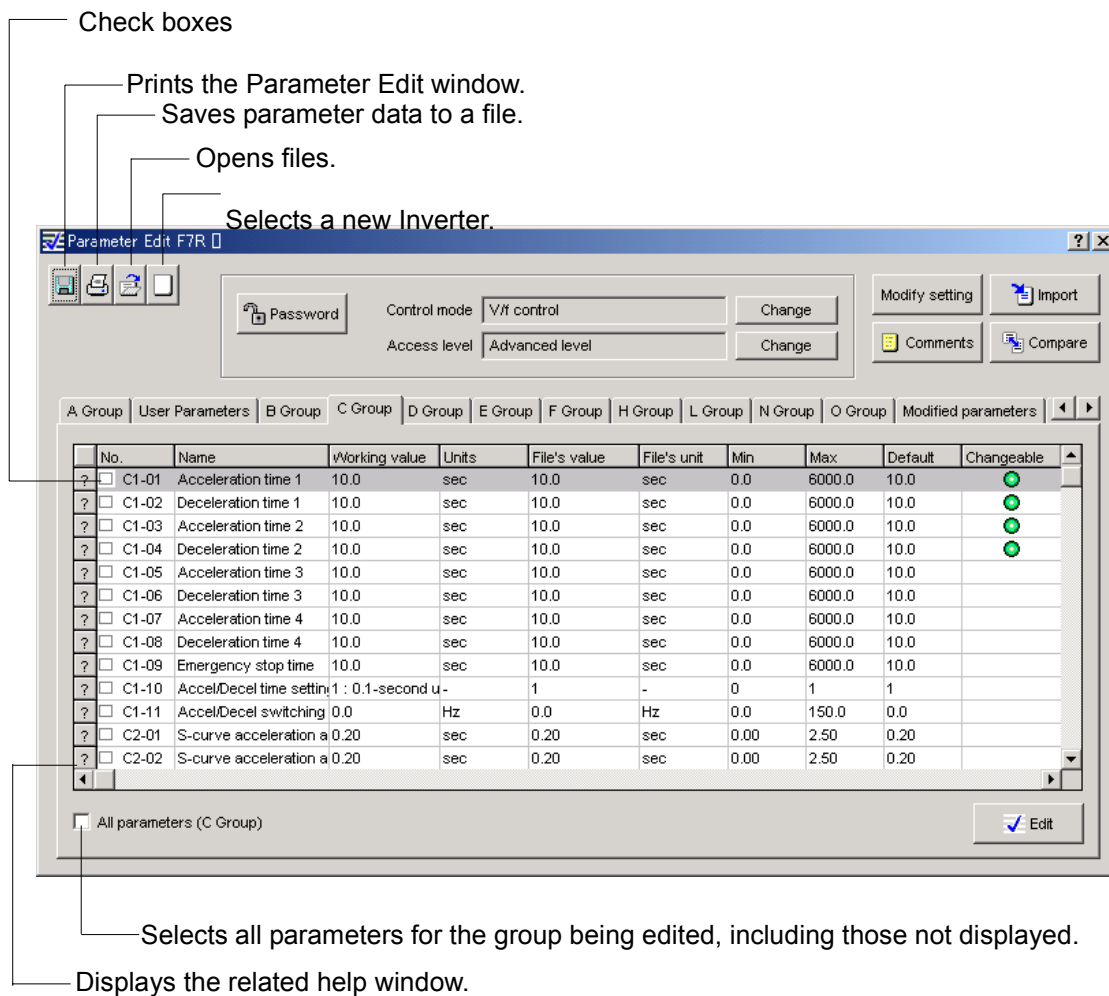 Check boxes
Prints the Parameter Edit window.
Saves parameter data to a file.
Opens files.
Selects a new Inverter.
Parameter Edit F7R []
Password
Control mode V/f control Change
Access level Advanced level Change
Modify setting Import
Comments Compare
A Group User Parameters B Group C Group D Group E Group F Group H Group L Group N Group O Group Modified parameters
No. Name Working value Units File's value File's unit Min Max Default Changeable
? C1-01 Acceleration time 1 10.0 sec 10.0 sec 0.0 6000.0 10.0
? C1-02 Deceleration time 1 10.0 sec 10.0 sec 0.0 6000.0 10.0
? C1-03 Acceleration time 2 10.0 sec 10.0 sec 0.0 6000.0 10.0
? C1-04 Deceleration time 2 10.0 sec 10.0 sec 0.0 6000.0 10.0
? C1-05 Acceleration time 3 10.0 sec 10.0 sec 0.0 6000.0 10.0
? C1-06 Deceleration time 3 10.0 sec 10.0 sec 0.0 6000.0 10.0
? C1-07 Acceleration time 4 10.0 sec 10.0 sec 0.0 6000.0 10.0
? C1-08 Deceleration time 4 10.0 sec 10.0 sec 0.0 6000.0 10.0
? C1-09 Emergency stop time 10.0 sec 10.0 sec 0.0 6000.0 10.0
? C1-10 Accel/Decel time settin 1 : 0.1-second u - 1 - 0 1 1
? C1-11 Accel/Decel switching 0.0 Hz 0.0 Hz 0.0 150.0 0.0
? C2-01 S-curve acceleration a 0.20 sec 0.20 sec 0.00 2.50 0.20
? C2-02 S-curve acceleration a 0.20 sec 0.20 sec 0.00 2.50 0.20
All parameters (C Group) Edit
Selects all parameters for the group being edited, including those not displayed.
Displays the related help window.